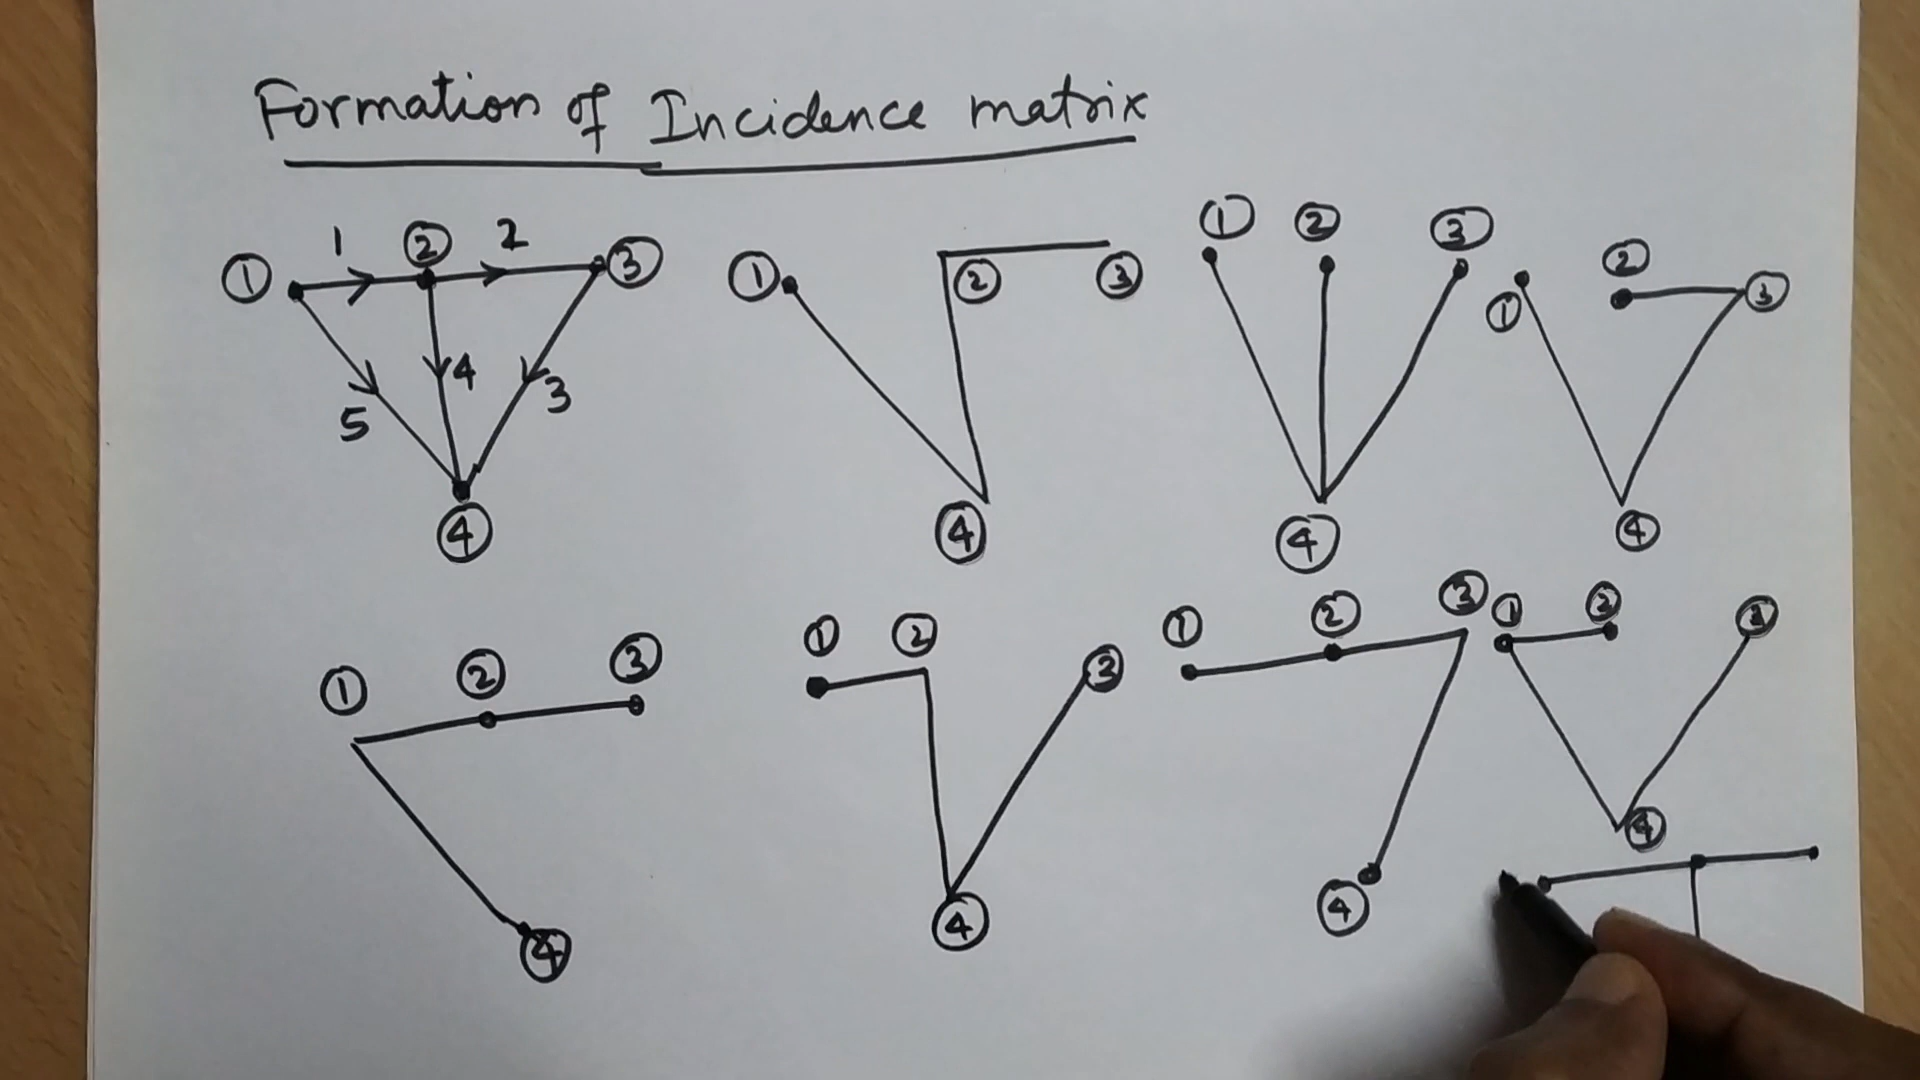 Formation of Incidence matrix
1 2
① ② ③
5 4 3
④
① ② ③
④
① ② ③
④
① ② ③
④
① ② ③
④
① ② ③
④
① ② ③
④
① ② ③
④